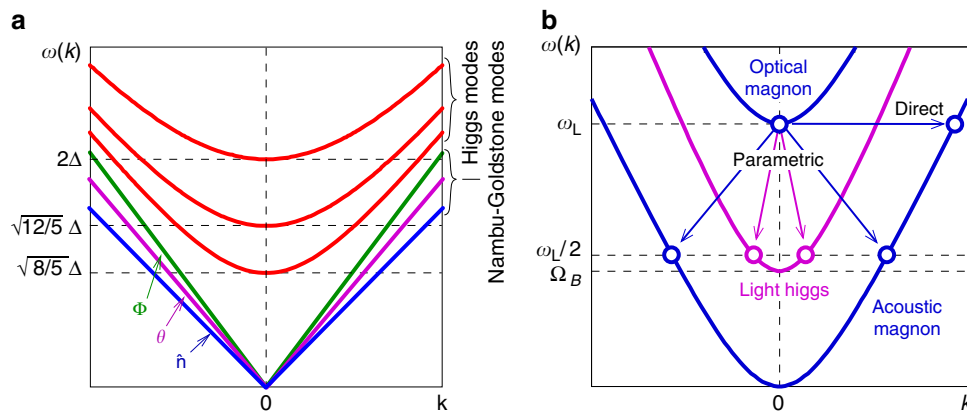 a
ω(k)
2Δ
√12/5 Δ
√8/5 Δ
Φ
θ
n̂
0
k
Higgs modes
Nambu-Goldstone modes
b
ω(k)
Optical
magnon
Direct
ω_L
Parametric
ω_L/2
Ω_B
Light higgs
Acoustic
magnon
0
k